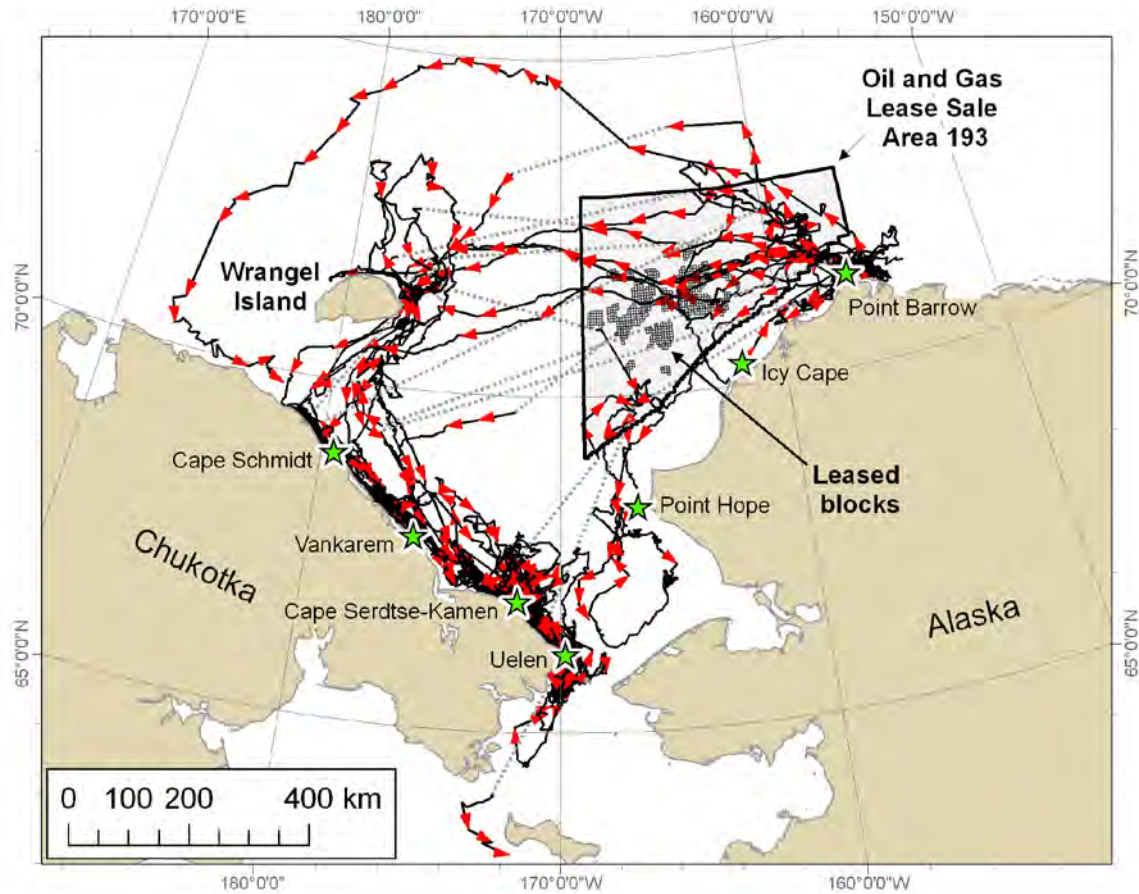 170°0'0"E
180°0'0"
170°0'0"W
160°0'0"W
150°0'0"W
Oil and Gas
Lease Sale
Area 193
Wrangel
Island
70°0'0"N
70°0'0"N
Point Barrow
Icy Cape
Cape Schmidt
Leased
blocks
Point Hope
Vankarem
Chukotka
Cape Serdtse-Kamen
Alaska
Uelen
65°0'0"N
65°0'0"N
0 100 200 400 km
180°0'0"
170°0'0"W
160°0'0"W